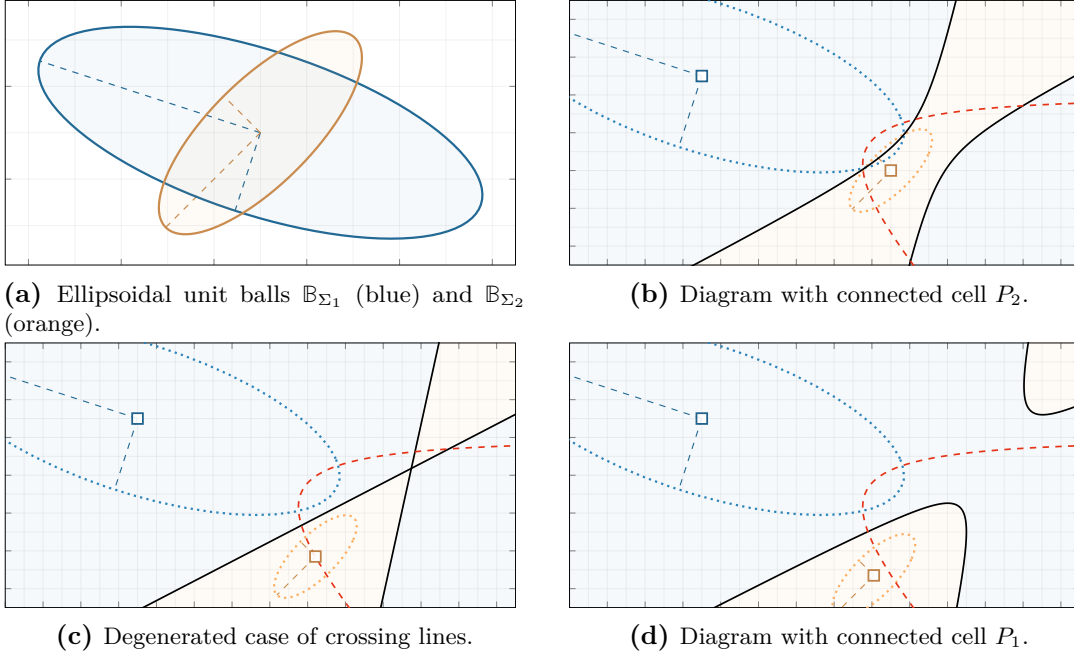 (a) Ellipsoidal unit balls 𝔹Σ₁ (blue) and 𝔹Σ₂
(orange).
(b) Diagram with connected cell P₂.
(c) Degenerated case of crossing lines.
(d) Diagram with connected cell P₁.